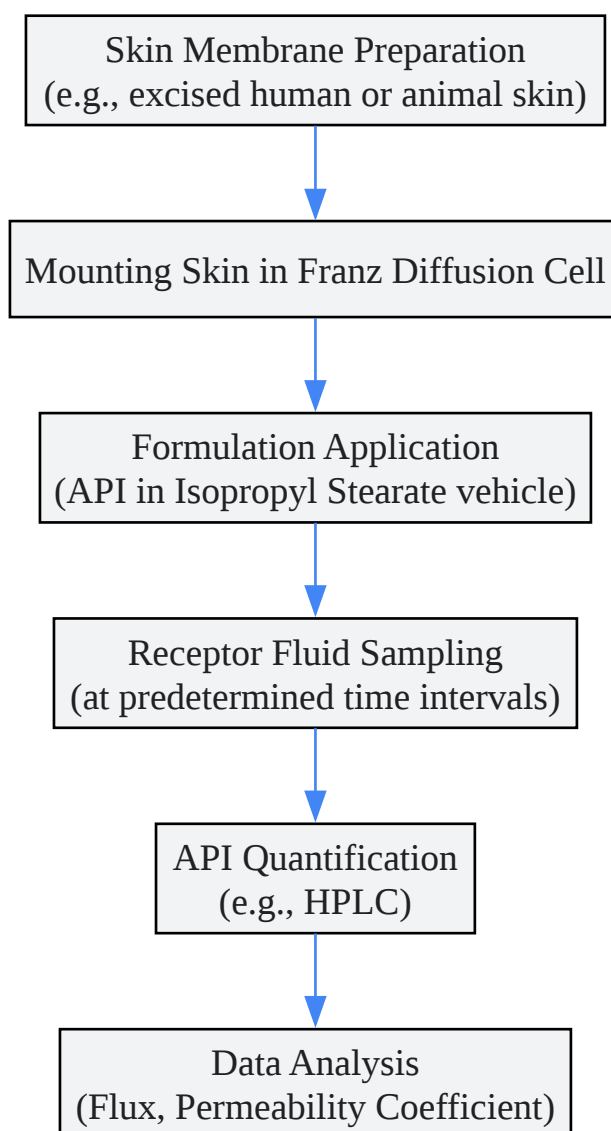 Skin Membrane Preparation
(e.g., excised human or animal skin)
Mounting Skin in Franz Diffusion Cell
Formulation Application
(API in Isopropyl Stearate vehicle)
Receptor Fluid Sampling
(at predetermined time intervals)
API Quantification
(e.g., HPLC)
Data Analysis
(Flux, Permeability Coefficient)